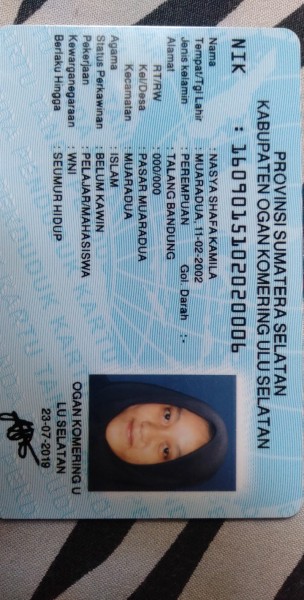 PROVINSI SUMATERA SELATAN
KABUPATEN OGAN KOMERING ULU SELATAN
NIK : 1609015102020006
Nama : NASYA SHAFA KAMILA
Tempat/Tgl Lahir : MUARADUA, 11-02-2002
Jenis kelamin : PEREMPUAN Gol. Darah : -
Alamat : TALANG BANDUNG
RT/RW : 000/000
Kel/Desa : PASAR MUARADUA
Kecamatan : MUARADUA
Agama : ISLAM
Status Perkawinan : BELUM KAWIN
Pekerjaan : PELAJAR/MAHASISWA
Kewarganegaraan : WNI
Berlaku Hingga : SEUMUR HIDUP
OGAN KOMERING U
LU SELATAN
23-07-2019